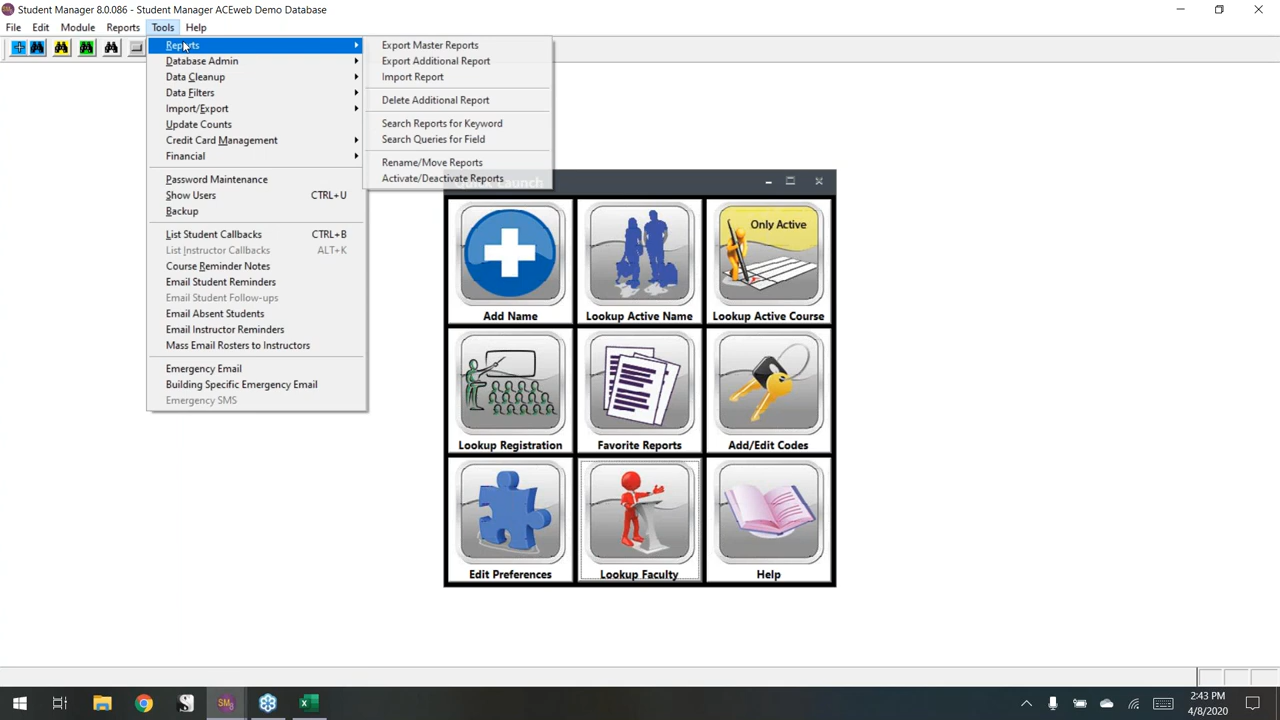 Student Manager 8.0.086 - Student Manager ACEweb Demo Database
File Edit Module Reports Tools Help
Reports
Database Admin
Data Cleanup
Data Filters
Import/Export
Update Counts
Credit Card Management
Financial
Password Maintenance
Show Users CTRL+U
Backup
List Student Callbacks CTRL+B
List Instructor Callbacks ALT+K
Course Reminder Notes
Email Student Reminders
Email Student Follow-ups
Email Absent Students
Email Instructor Reminders
Mass Email Rosters to Instructors
Emergency Email
Building Specific Emergency Email
Emergency SMS
Export Master Reports
Export Additional Report
Import Report
Delete Additional Report
Search Reports for Keyword
Search Queries for Field
Rename/Move Reports
Activate/Deactivate Reports
Only Active
Add Name Lookup Active Name Lookup Active Course
Lookup Registration Favorite Reports Add/Edit Codes
Edit Preferences Lookup Faculty Help
SM8
2:43 PM
4/8/2020